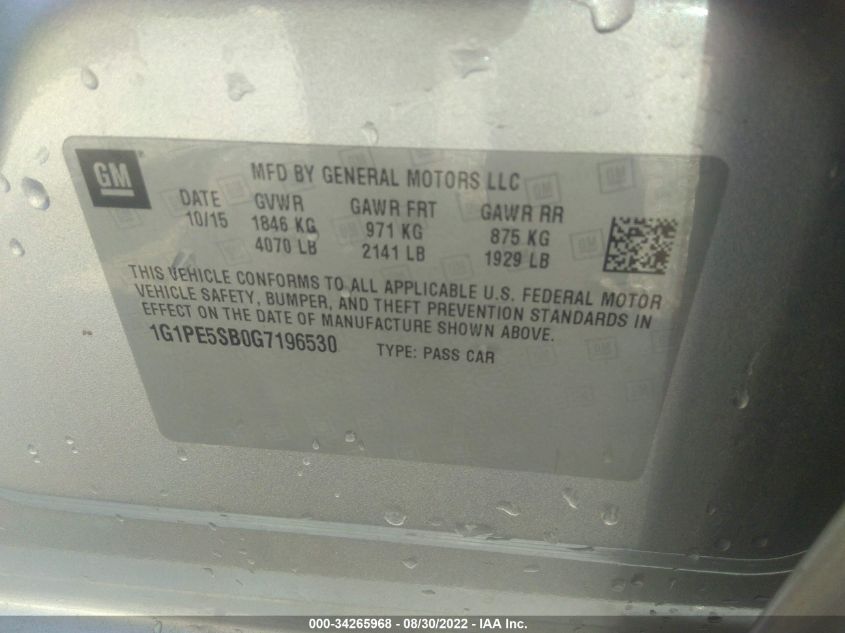 GM
MFD BY GENERAL MOTORS LLC
DATE GVWR GAWR FRT GAWR RR
10/15 1846 KG 971 KG 875 KG
4070 LB 2141 LB 1929 LB
THIS VEHICLE CONFORMS TO ALL APPLICABLE U.S. FEDERAL MOTOR
VEHICLE SAFETY, BUMPER, AND THEFT PREVENTION STANDARDS IN
EFFECT ON THE DATE OF MANUFACTURE SHOWN ABOVE.
1G1PE5SB0G7196530 TYPE: PASS CAR
000-34265968 - 08/30/2022 - IAA Inc.